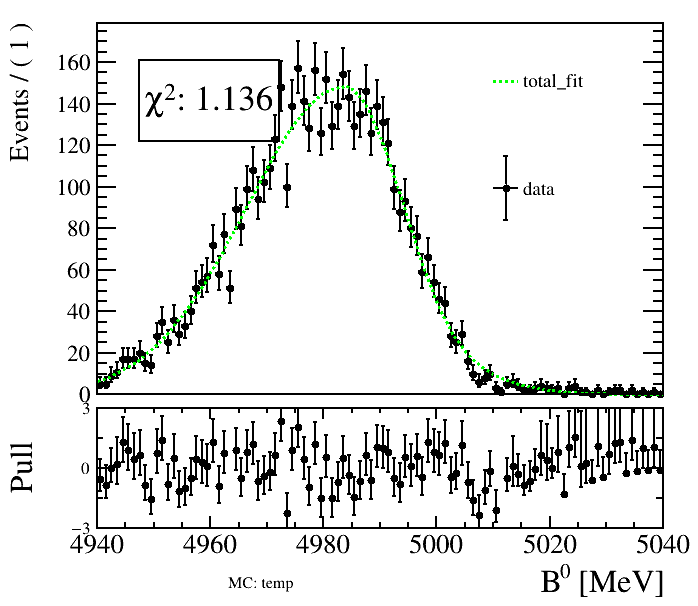 Events / ( 1 )
160
140
120
100
80
60
40
20
0
χ²: 1.136
total_fit
data
Pull
3
0
−3
4940 4960 4980 5000 5020 5040
MC: temp
B⁰ [MeV]